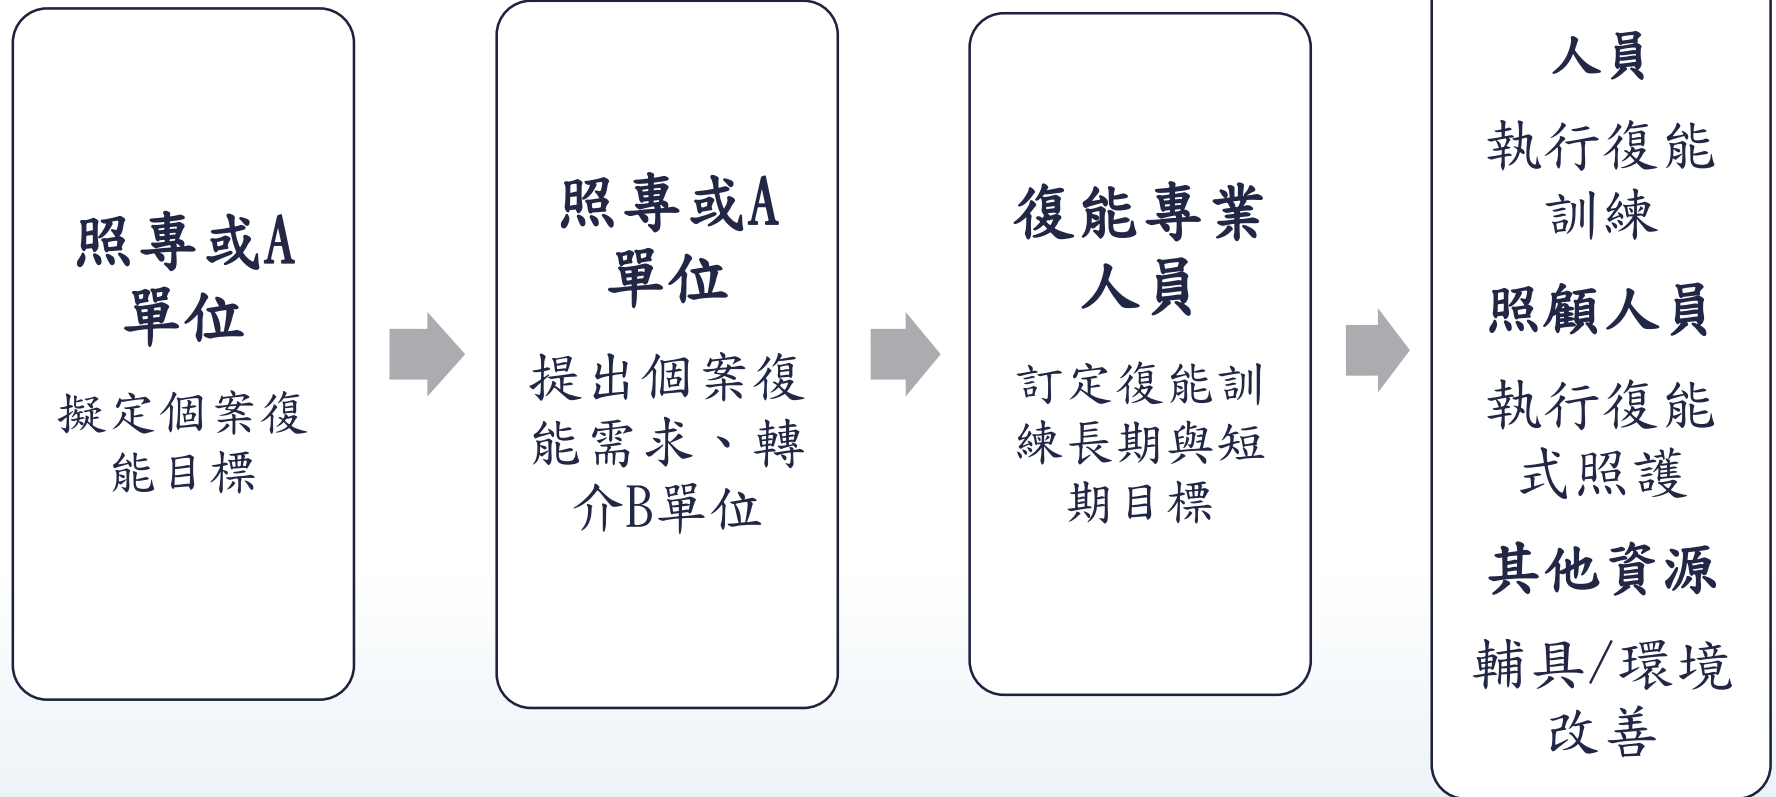 照專或A
單位
擬定個案復
能目標
照專或A
單位
提出個案復
能需求、轉
介B單位
復能專業
人員
訂定復能訓
練長期與短
期目標
人員
執行復能
訓練
照顧人員
執行復能
式照護
其他資源
輔具/環境
改善